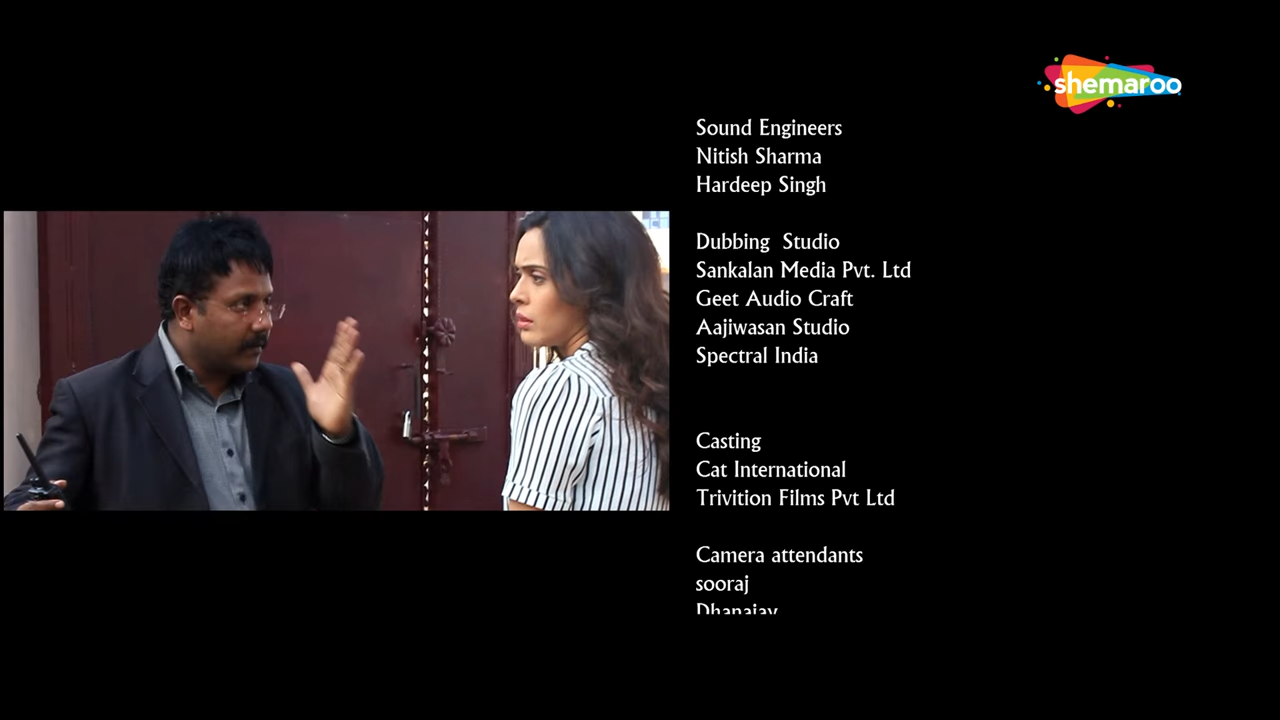 shemaroo
Sound Engineers
Nitish Sharma
Hardeep Singh
Dubbing  Studio
Sankalan Media Pvt. Ltd
Geet Audio Craft
Aajiwasan Studio
Spectral India
Casting
Cat International
Trivition Films Pvt Ltd
Camera attendants
sooraj
Dhanajay